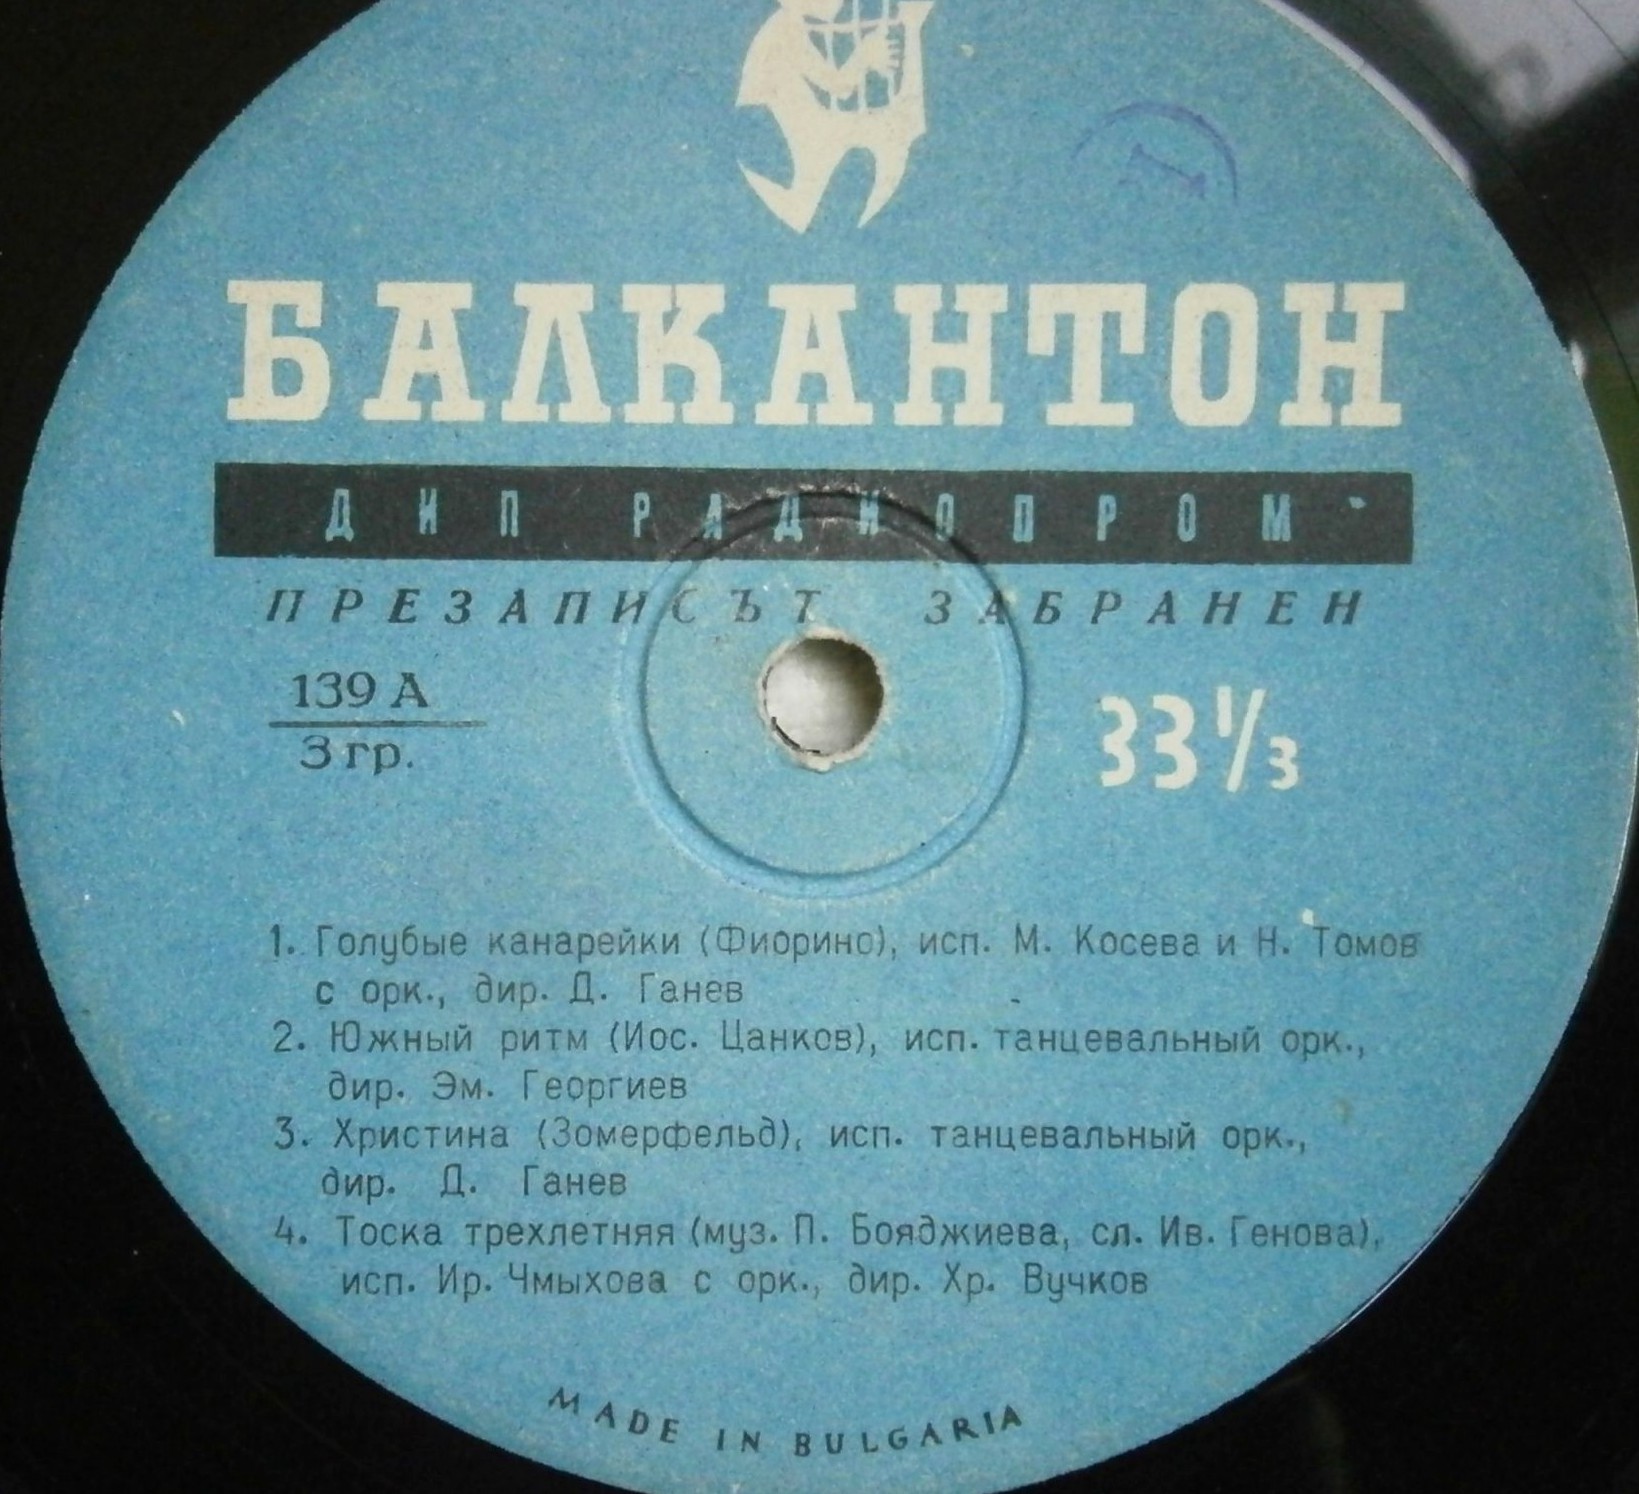 БАЛКАНТОН
ДИП РАДИОПРОМ
ПРЕЗАПИСЪТ ЗАБРАНЕН
139 А
3 гр.
33 1/3
1. Голубые канарейки (Фиорино), исп. М. Косева и Н. Томов
с орк., дир. Д. Ганев
2. Южный ритм (Иос. Цанков), исп. танцевальный орк.,
дир. Эм. Георгиев
3. Христина (Зомерфельд), исп. танцевальный орк.,
дир. Д. Ганев
4. Тоска трехлетняя (муз. П. Бояджиева, сл. Ив. Генова),
исп. Ир. Чмыхова с орк., дир. Хр. Вучков
MADE IN BULGARIA